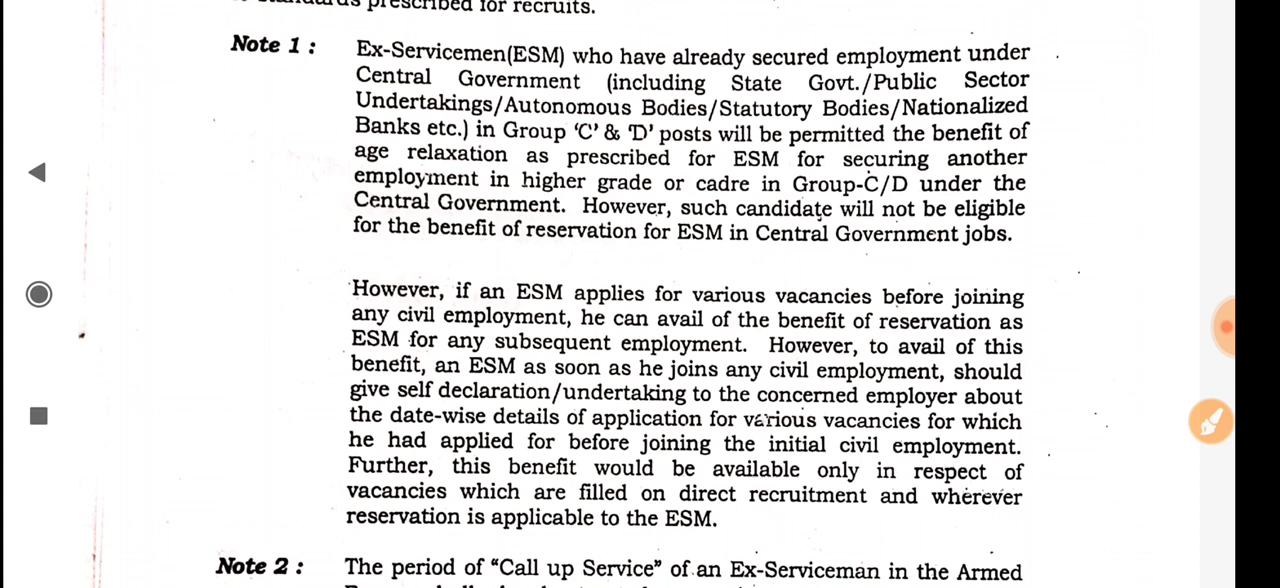 prescribed for recruits.
Note 1 : Ex-Servicemen(ESM) who have already secured employment under
Central Government (including State Govt./Public Sector
Undertakings/Autonomous Bodies/Statutory Bodies/Nationalized
Banks etc.) in Group 'C' & 'D' posts will be permitted the benefit of
age relaxation as prescribed for ESM for securing another
employment in higher grade or cadre in Group-C/D under the
Central Government. However, such candidate will not be eligible
for the benefit of reservation for ESM in Central Government jobs.
However, if an ESM applies for various vacancies before joining
any civil employment, he can avail of the benefit of reservation as
ESM for any subsequent employment. However, to avail of this
benefit, an ESM as soon as he joins any civil employment, should
give self declaration/undertaking to the concerned employer about
the date-wise details of application for various vacancies for which
he had applied for before joining the initial civil employment.
Further, this benefit would be available only in respect of
vacancies which are filled on direct recruitment and wherever
reservation is applicable to the ESM.
Note 2 : The period of "Call up Service" of an Ex-Serviceman in the Armed